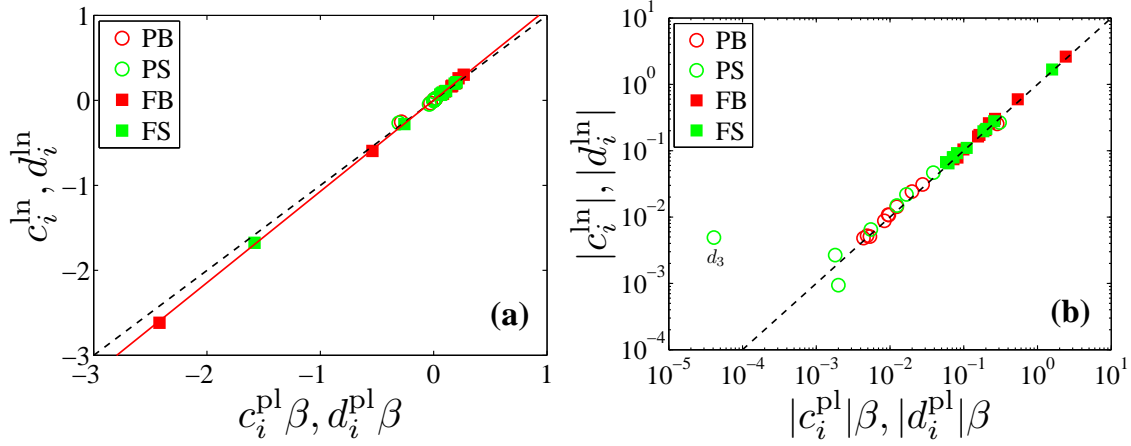 1
0
−1
−2
−3
−3
−2
−1
0
1
PB
PS
FB
FS
(a)
c_i^ln, d_i^ln
c_i^pl β, d_i^pl β
10^1
10^0
10^−1
10^−2
10^−3
10^−4
10^−5
10^−4
10^−3
10^−2
10^−1
10^0
10^1
PB
PS
FB
FS
d_3
(b)
|c_i^ln|, |d_i^ln|
|c_i^pl|β, |d_i^pl|β